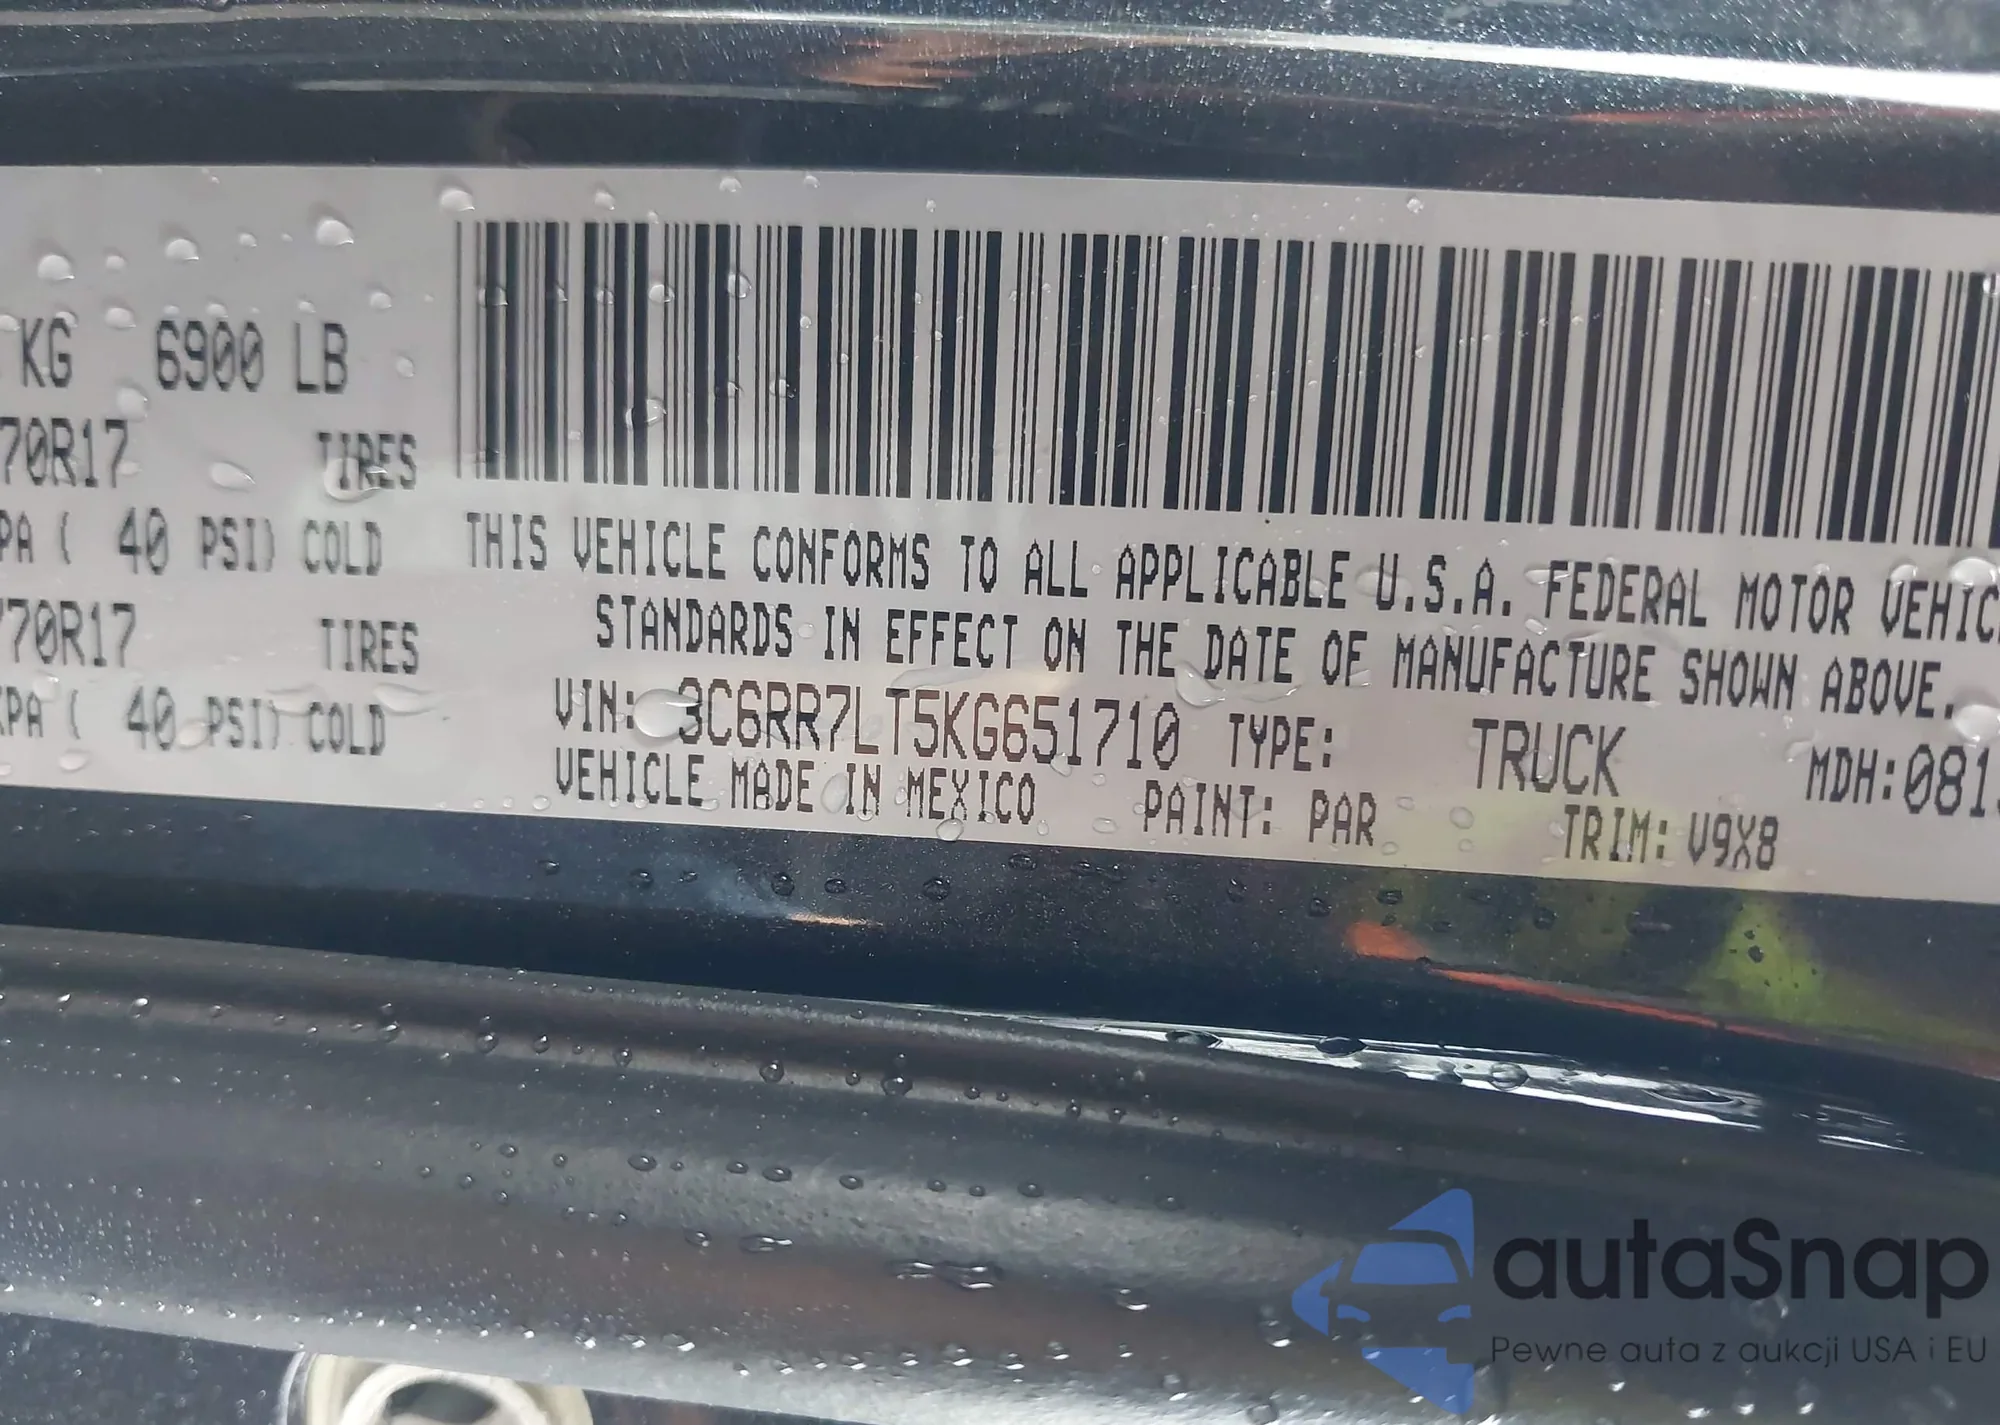 KG 6900 LB
70R17 TIRES
PA ( 40 PSI) COLD
70R17 TIRES
KPA ( 40 PSI) COLD
THIS VEHICLE CONFORMS TO ALL APPLICABLE U.S.A. FEDERAL MOTOR VEHIC
STANDARDS IN EFFECT ON THE DATE OF MANUFACTURE SHOWN ABOVE.
VIN: 3C6RR7LT5KG651710 TYPE: TRUCK MDH:081
VEHICLE MADE IN MEXICO PAINT: PAR TRIM: V9X8
autaSnap
Pewne auta z aukcji USA i EU